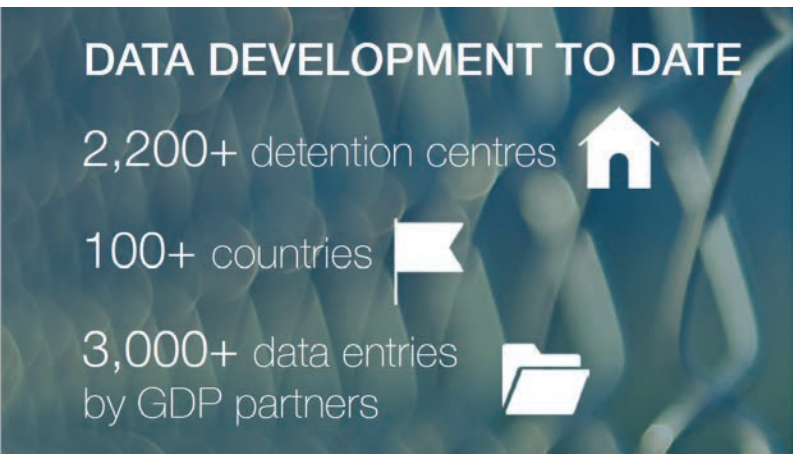 DATA DEVELOPMENT TO DATE
2,200+ detention centres
100+ countries
3,000+ data entries
by GDP partners